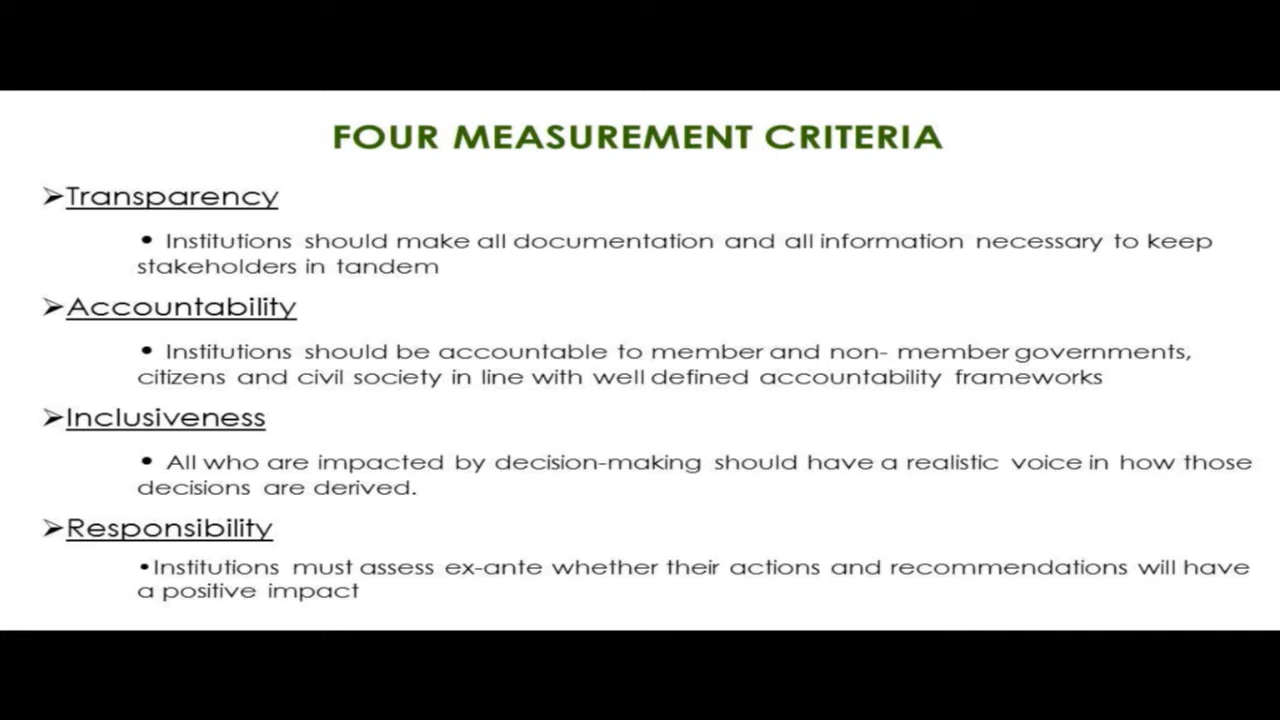 FOUR MEASUREMENT CRITERIA
➢Transparency
• Institutions should make all documentation and all information necessary to keep
stakeholders in tandem
➢Accountability
• Institutions should be accountable to member and non- member governments,
citizens and civil society in line with well defined accountability frameworks
➢Inclusiveness
• All who are impacted by decision-making should have a realistic voice in how those
decisions are derived.
➢Responsibility
•Institutions must assess ex-ante whether their actions and recommendations will have
a positive impact